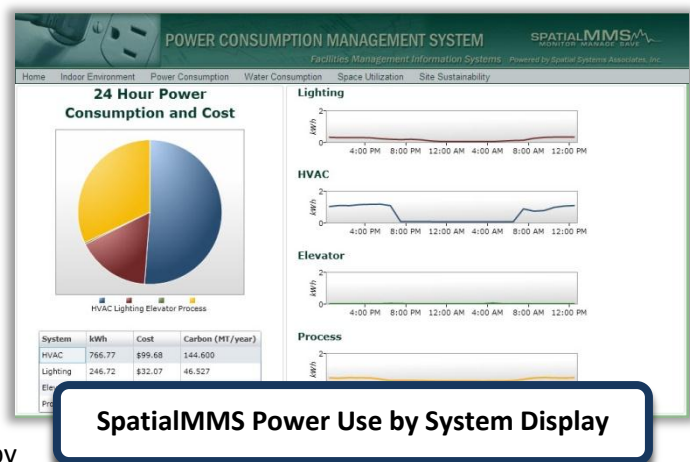 POWER CONSUMPTION MANAGEMENT SYSTEM
Facilities Management Information Systems
SPATIALMMS
MONITOR MANAGE SAVE
Powered by Spatial Systems Associates, Inc.
Home Indoor Environment Power Consumption Water Consumption Space Utilization Site Sustainability
24 Hour Power
Consumption and Cost
HVAC Lighting Elevator Process
System kWh Cost Carbon (MT/year)
HVAC 766.77 $99.68 144.600
Lighting 246.72 $32.07 46.527
Lighting
2
kWh
0
4:00 PM 8:00 PM 12:00 AM 4:00 AM 8:00 AM 12:00 PM
HVAC
2
kWh
0
4:00 PM 8:00 PM 12:00 AM 4:00 AM 8:00 AM 12:00 PM
Elevator
2
kWh
0
4:00 PM 8:00 PM 12:00 AM 4:00 AM 8:00 AM 12:00 PM
Process
2
kWh
SpatialMMS Power Use by System Display